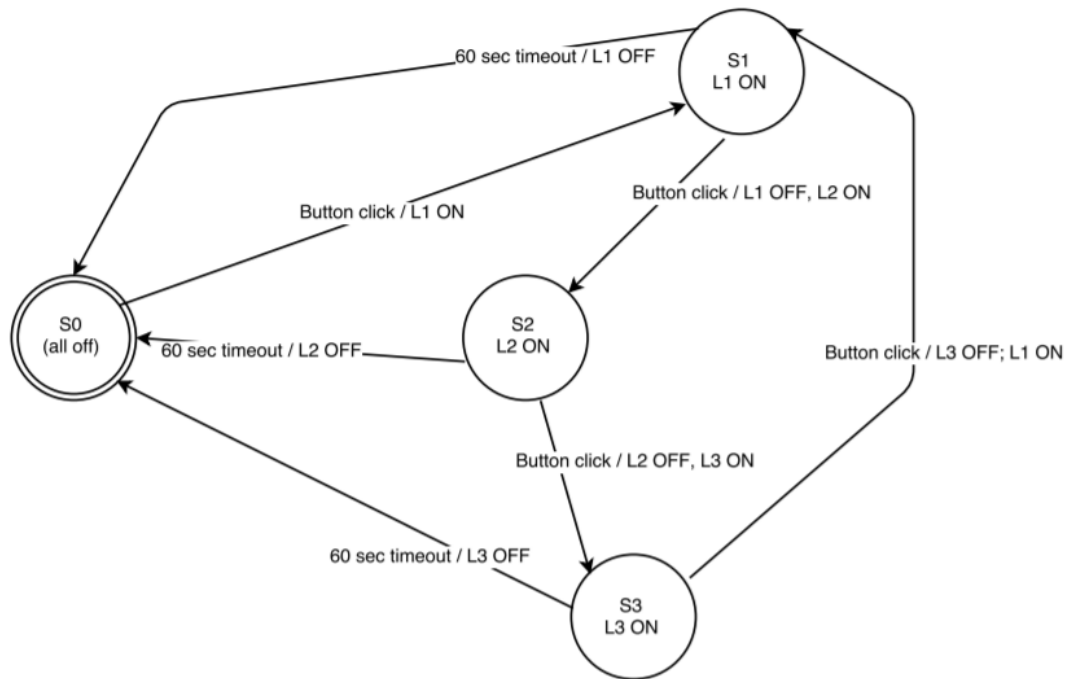 60 sec timeout / L1 OFF
S1
L1 ON
Button click / L1 OFF, L2 ON
Button click / L1 ON
S0
(all off)
S2
L2 ON
60 sec timeout / L2 OFF
Button click / L3 OFF; L1 ON
Button click / L2 OFF, L3 ON
60 sec timeout / L3 OFF
S3
L3 ON